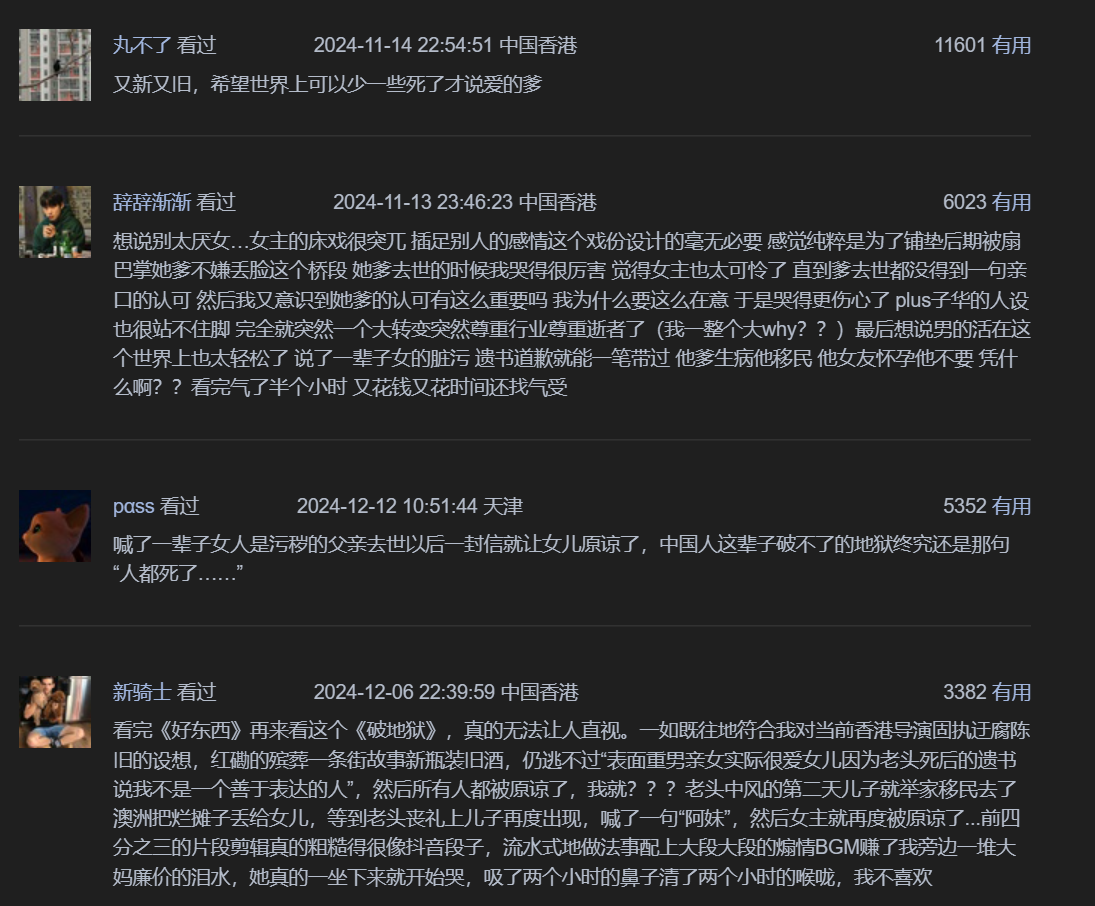 丸不了 看过 2024-11-14 22:54:51 中国香港 11601 有用
又新又旧，希望世界上可以少一些死了才说爱的爹
辞辞渐渐 看过 2024-11-13 23:46:23 中国香港 6023 有用
想说别太厌女…女主的床戏很突兀 插足别人的感情这个戏份设计的毫无必要 感觉纯粹是为了铺垫后期被扇
巴掌她爹不嫌丢脸这个桥段 她爹去世的时候我哭得很厉害 觉得女主也太可怜了 直到爹去世都没得到一句亲
口的认可 然后我又意识到她爹的认可有这么重要吗 我为什么要这么在意 于是哭得更伤心了 plus子华的人设
也很站不住脚 完全就突然一个大转变突然尊重行业尊重逝者了（我一整个大why？？）最后想说男的活在这
个世界上也太轻松了 说了一辈子女的脏污 遗书道歉就能一笔带过 他爹生病他移民 他女友怀孕他不要 凭什
么啊？？看完气了半个小时 又花钱又花时间还找气受
pαss 看过 2024-12-12 10:51:44 天津 5352 有用
喊了一辈子女人是污秽的父亲去世以后一封信就让女儿原谅了，中国人这辈子破不了的地狱终究还是那句
“人都死了……”
新骑士 看过 2024-12-06 22:39:59 中国香港 3382 有用
看完《好东西》再来看这个《破地狱》，真的无法让人直视。一如既往地符合我对当前香港导演固执迂腐陈
旧的设想，红磡的殡葬一条街故事新瓶装旧酒，仍逃不过“表面重男亲女实际很爱女儿因为老头死后的遗书
说我不是一个善于表达的人”，然后所有人都被原谅了，我就？？？老头中风的第二天儿子就举家移民去了
澳洲把烂摊子丢给女儿，等到老头丧礼上儿子再度出现，喊了一句“阿妹”，然后女主就再度被原谅了...前四
分之三的片段剪辑真的粗糙得很像抖音段子，流水式地做法事配上大段大段的煽情BGM赚了我旁边一堆大
妈廉价的泪水，她真的一坐下来就开始哭，吸了两个小时的鼻子清了两个小时的喉咙，我不喜欢